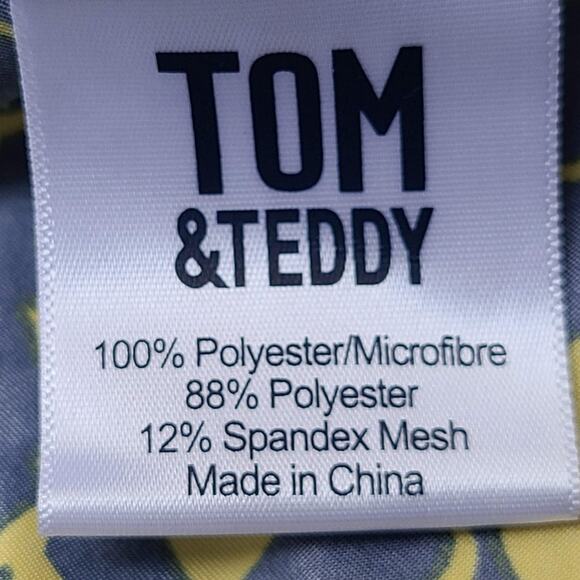 TOM
&TEDDY
100% Polyester/Microfibre
88% Polyester
12% Spandex Mesh
Made in China